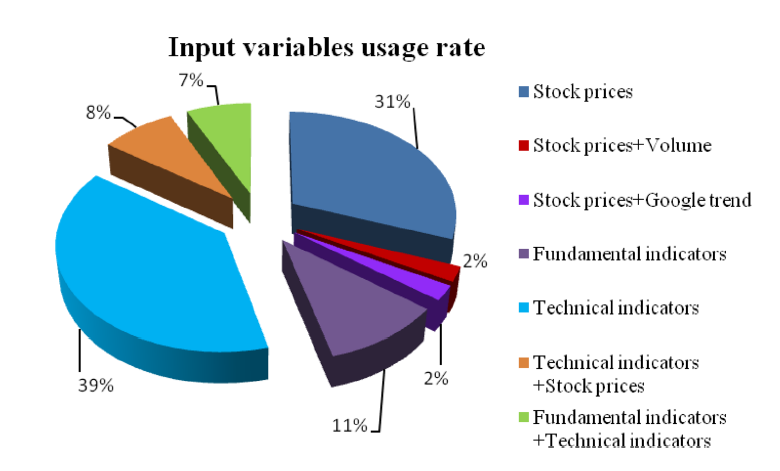 Input variables usage rate
7%
8%
31%
2%
2%
11%
39%
Stock prices
Stock prices+Volume
Stock prices+Google trend
Fundamental indicators
Technical indicators
Technical indicators
+Stock prices
Fundamental indicators
+Technical indicators